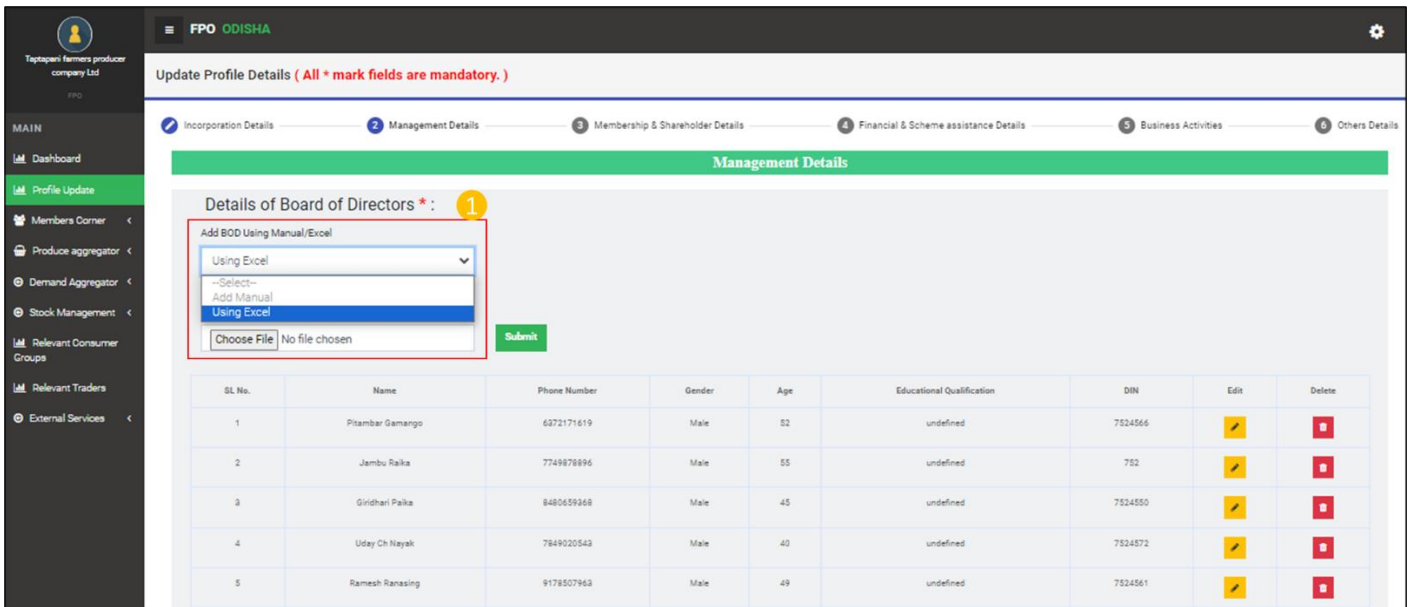 Taptapani farmers producer
company Ltd
FPO
MAIN
Dashboard
Profile Update
Members Corner
Produce aggregator
Demand Aggregator
Stock Management
Relevant Consumer
Groups
Relevant Traders
External Services
FPO ODISHA
Update Profile Details ( All * mark fields are mandatory. )
Incorporation Details 2 Management Details 3 Membership & Shareholder Details 4 Financial & Scheme assistance Details 5 Business Activities 6 Others Details
Management Details
Details of Board of Directors * : 1
Add BOD Using Manual/Excel
Using Excel
--Select--
Add Manual
Using Excel
Choose File No file chosen Submit
SL No. Name Phone Number Gender Age Educational Qualification DIN Edit Delete
1 Pitambar Gamango 6372171619 Male 52 undefined 7524566
2 Jambu Raika 7749878896 Male 55 undefined 752
3 Giridhari Paika 8480659368 Male 45 undefined 7524550
4 Uday Ch Nayak 7849020543 Male 40 undefined 7524572
5 Ramesh Ranasing 9178507963 Male 49 undefined 7524561